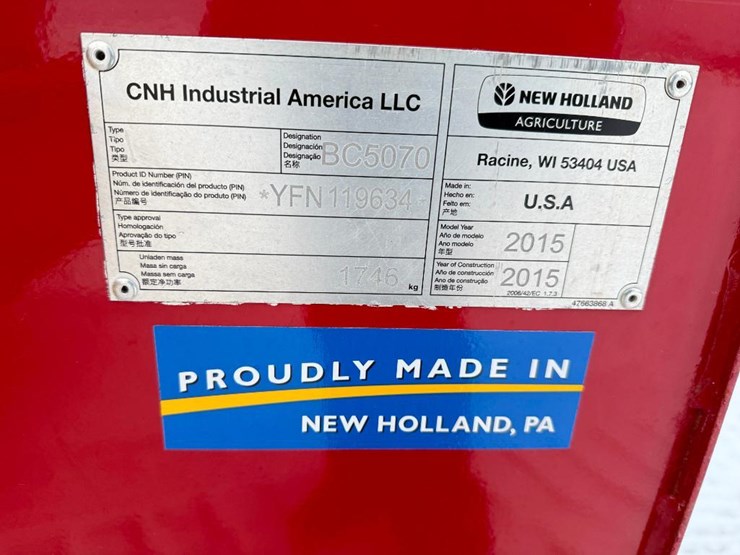 CNH Industrial America LLC
Type
Tipo
Tipo
类型
Designation
Designación
Designação
名称
BC5070
Product ID Number (PIN)
Núm. de identificación del producto (PIN)
Número de identificação do produto (PIN)
产品编号
*YFN119634
Type approval
Homologación
Aprovação do tipo
型号批准
Unladen mass
Masa sin carga
Massa sem carga
额定净功率
1746 kg
NEW HOLLAND
AGRICULTURE
Racine, WI 53404 USA
Made in:
Hecho en:
Feito em:
产地
U.S.A
Model Year
Año de modelo
Ano modelo
年型
2015
Year of Construction
Año de construcción
Ano de construção
制造年份
2015
2006/42/EC 1.7.3
47663868 A
PROUDLY MADE IN
NEW HOLLAND, PA